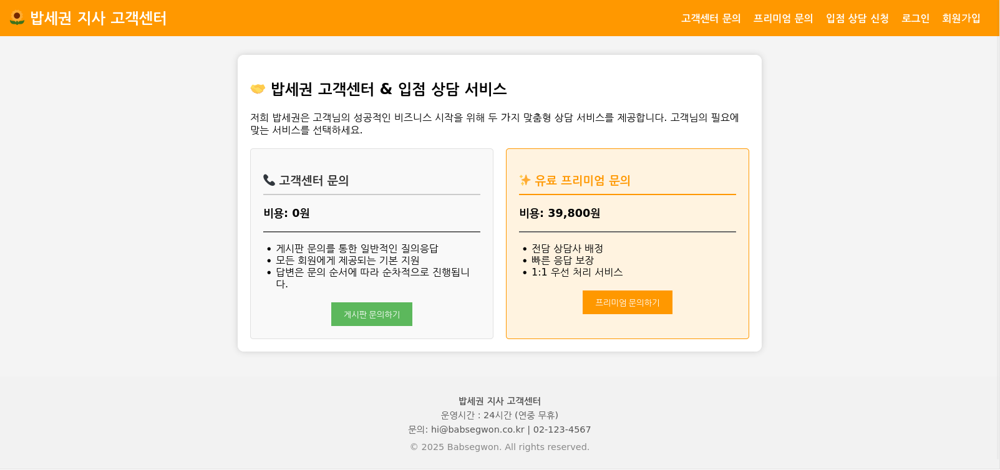 밥세권 지사 고객센터
고객센터 문의 프리미엄 문의 입점 상담 신청 로그인 회원가입
밥세권 고객센터 & 입점 상담 서비스
저희 밥세권은 고객님의 성공적인 비즈니스 시작을 위해 두 가지 맞춤형 상담 서비스를 제공합니다. 고객님의 필요에
맞는 서비스를 선택하세요.
고객센터 문의
비용: 0원
• 게시판 문의를 통한 일반적인 질의응답
• 모든 회원에게 제공되는 기본 지원
• 답변은 문의 순서에 따라 순차적으로 진행됩니
다.
게시판 문의하기
유료 프리미엄 문의
비용: 39,800원
• 전담 상담사 배정
• 빠른 응답 보장
• 1:1 우선 처리 서비스
프리미엄 문의하기
밥세권 지사 고객센터
운영시간 : 24시간 (연중 무휴)
문의: hi@babsegwon.co.kr | 02-123-4567
© 2025 Babsegwon. All rights reserved.